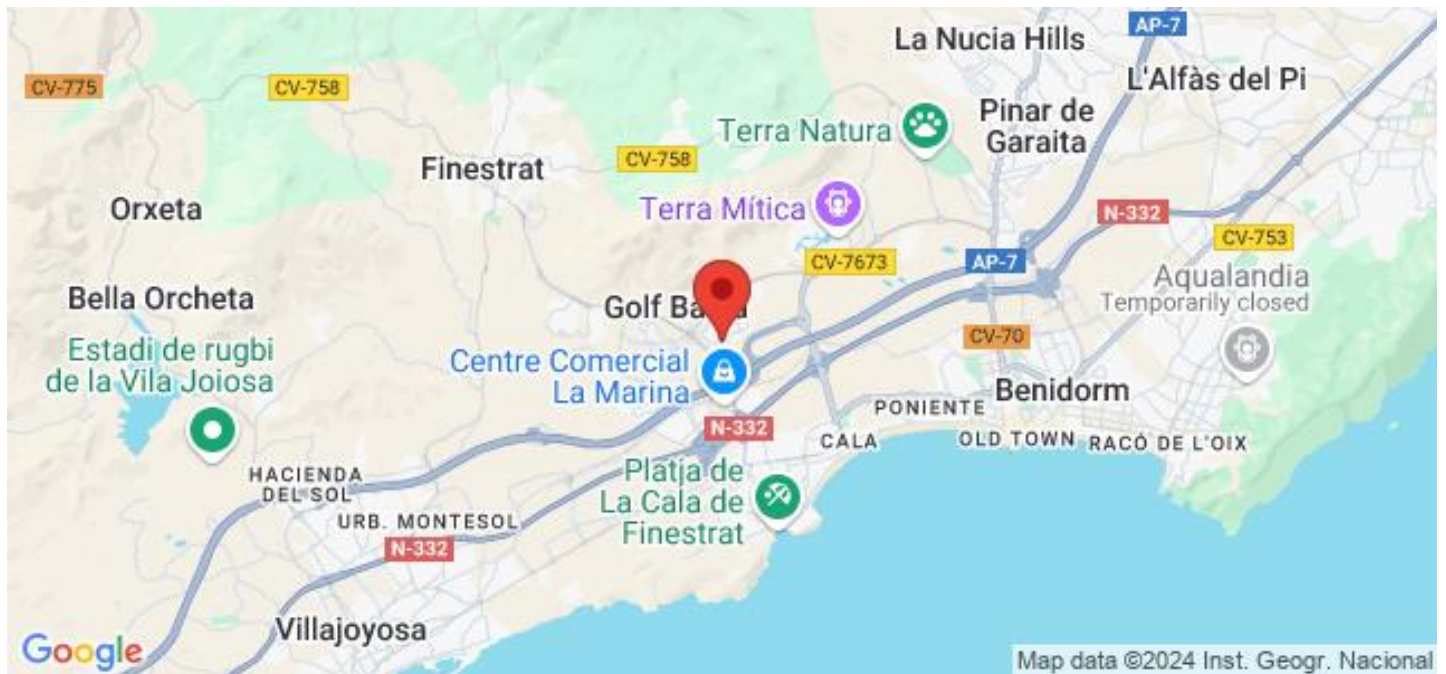 AP-7
La Nucia Hills
L'Alfàs del Pi
CV-775
CV-758
Pinar de
Garaita
Terra Natura
CV-758
Finestrat
Orxeta
Terra Mítica
N-332
CV-753
CV-7673
AP-7
Aqualandia
Temporarily closed
Bella Orcheta
Golf
CV-70
Estadi de rugbi
de la Vila Joiosa
Centre Comercial
La Marina
Benidorm
PONIENTE
N-332
CALA
OLD TOWN
RACÓ DE L'OIX
HACIENDA
DEL SOL
Platja de
La Cala de
Finestrat
URB. MONTESOL
N-332
Villajoyosa
Google
Map data ©2024 Inst. Geogr. Nacional